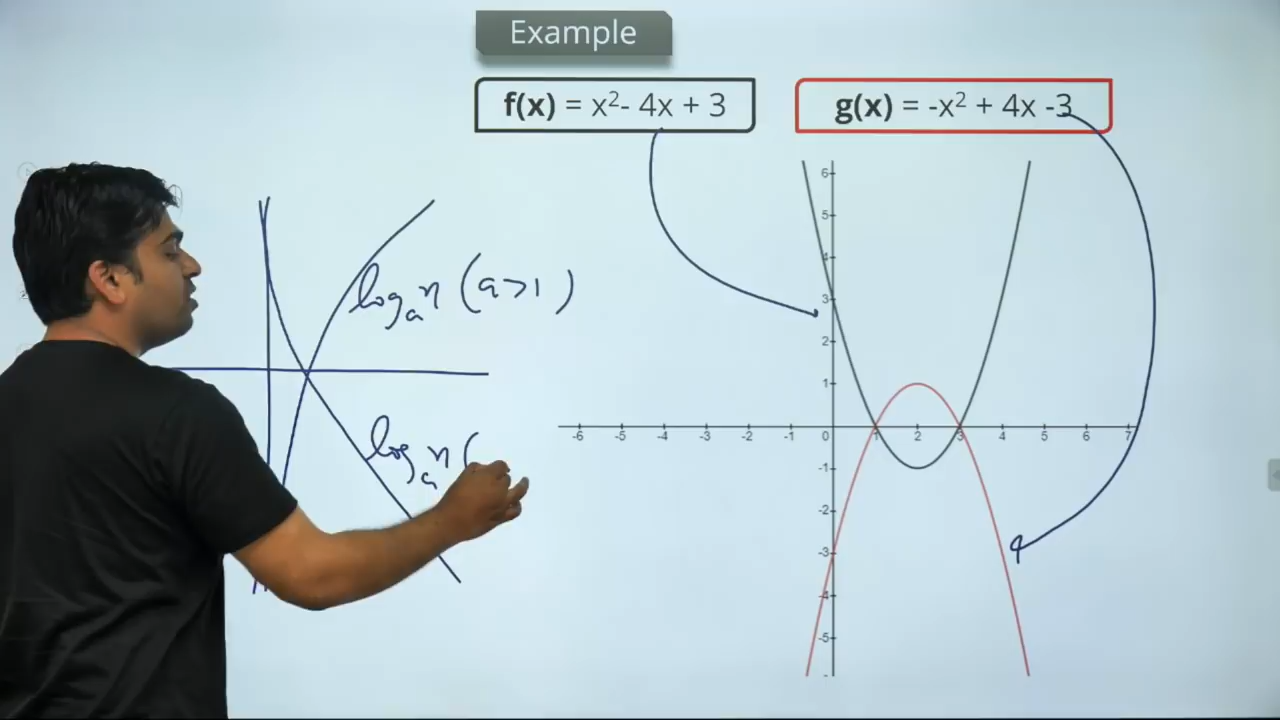 Example
f(x) = x²- 4x + 3
g(x) = -x² + 4x -3
logₐx (a>1)
logₐx (
6
5
4
3
2
1
-6 -5 -4 -3 -2 -1 0 1 2 3 4 5 6 7
-1
-2
-3
-4
-5